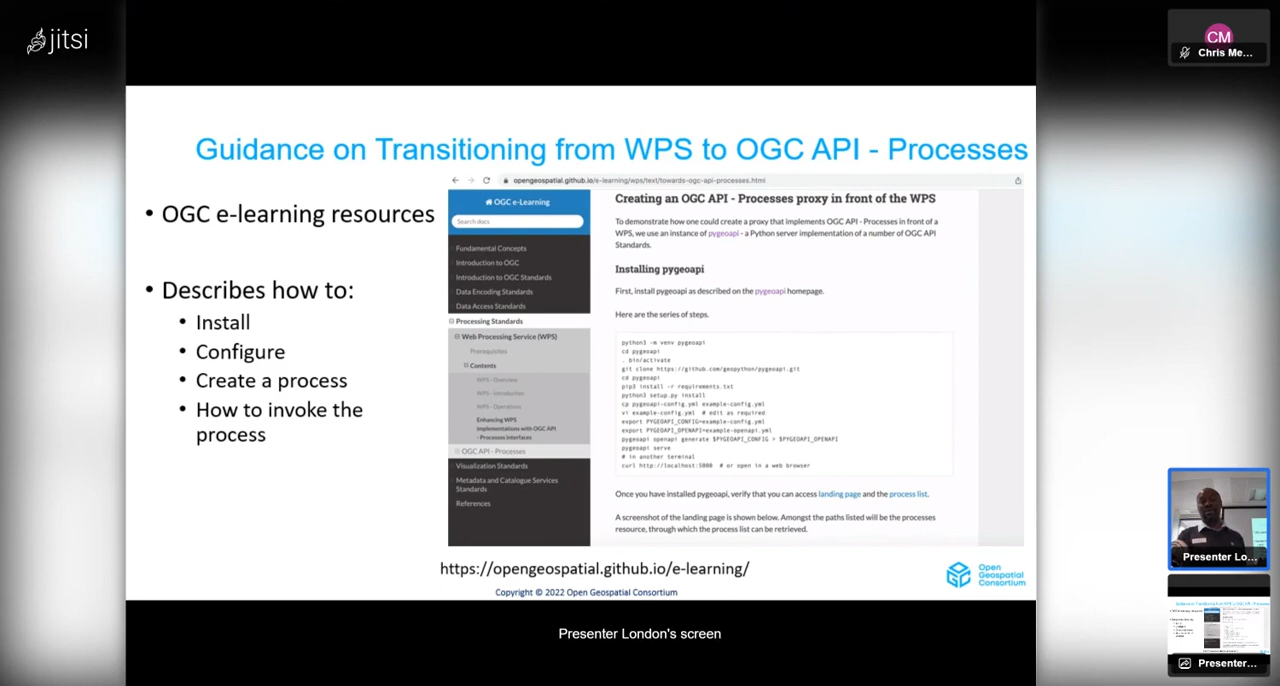 jitsi
CM
Chris Me...
Guidance on Transitioning from WPS to OGC API - Processes
• OGC e-learning resources
• Describes how to:
• Install
• Configure
• Create a process
• How to invoke the
process
opengeospatial.github.io/e-learning/wps/text/towards-ogc-api-processes.html
OGC e-Learning
Search docs
Fundamental Concepts
Introduction to OGC
Introduction to OGC Standards
Data Encoding Standards
Data Access Standards
Processing Standards
Web Processing Service (WPS)
Prerequisites
Contents
WPS - Overview
WPS - Introduction
WPS - Operations
Enhancing WPS
implementations with OGC API
- Processes interfaces
OGC API - Processes
Visualization Standards
Metadata and Catalogue Services
Standards
References
Creating an OGC API - Processes proxy in front of the WPS
To demonstrate how one could create a proxy that implements OGC API - Processes in front of a
WPS, we use an instance of pygeoapi - a Python server implementation of a number of OGC API
Standards.
Installing pygeoapi
First, install pygeoapi as described on the pygeoapi homepage.
Here are the series of steps.
python3 -m venv pygeoapi
cd pygeoapi
. bin/activate
git clone https://github.com/geopython/pygeoapi.git
cd pygeoapi
pip3 install -r requirements.txt
python3 setup.py install
cp pygeoapi-config.yml example-config.yml
vi example-config.yml # edit as required
export PYGEOAPI_CONFIG=example-config.yml
export PYGEOAPI_OPENAPI=example-openapi.yml
pygeoapi openapi generate $PYGEOAPI_CONFIG > $PYGEOAPI_OPENAPI
pygeoapi serve
# in another terminal
curl http://localhost:5000 # or open in a web browser
Once you have installed pygeoapi, verify that you can access landing page and the process list.
A screenshot of the landing page is shown below. Amongst the paths listed will be the processes
resource, through which the process list can be retrieved.
https://opengeospatial.github.io/e-learning/
Copyright © 2022 Open Geospatial Consortium
Open
Geospatial
Consortium
Presenter London's screen
Presenter Lo...
Presenter...